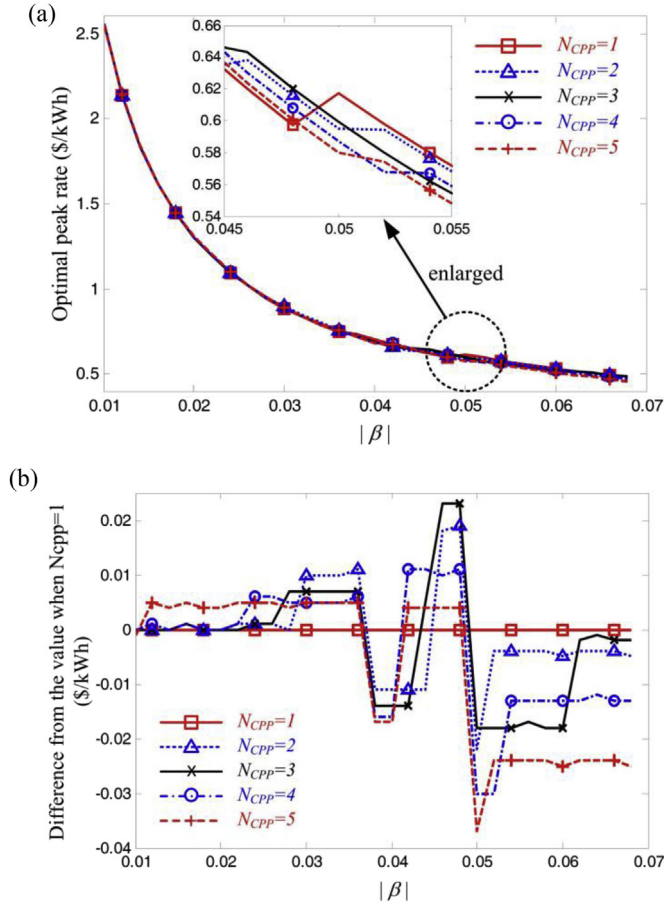 (a)
Optimal peak rate ($/kWh)
2.5
2
1.5
1
0.5
0.01 0.02 0.03 0.04 0.05 0.06 0.07
| β |
0.66
0.64
0.62
0.6
0.58
0.56
0.54
0.045 0.05 0.055
enlarged
N_CPP=1
N_CPP=2
N_CPP=3
N_CPP=4
N_CPP=5
(b)
Difference from the value when Ncpp=1
($/kWh)
0.02
0.01
0
-0.01
-0.02
-0.03
-0.04
0.01 0.02 0.03 0.04 0.05 0.06 0.07
| β |
N_CPP=1
N_CPP=2
N_CPP=3
N_CPP=4
N_CPP=5